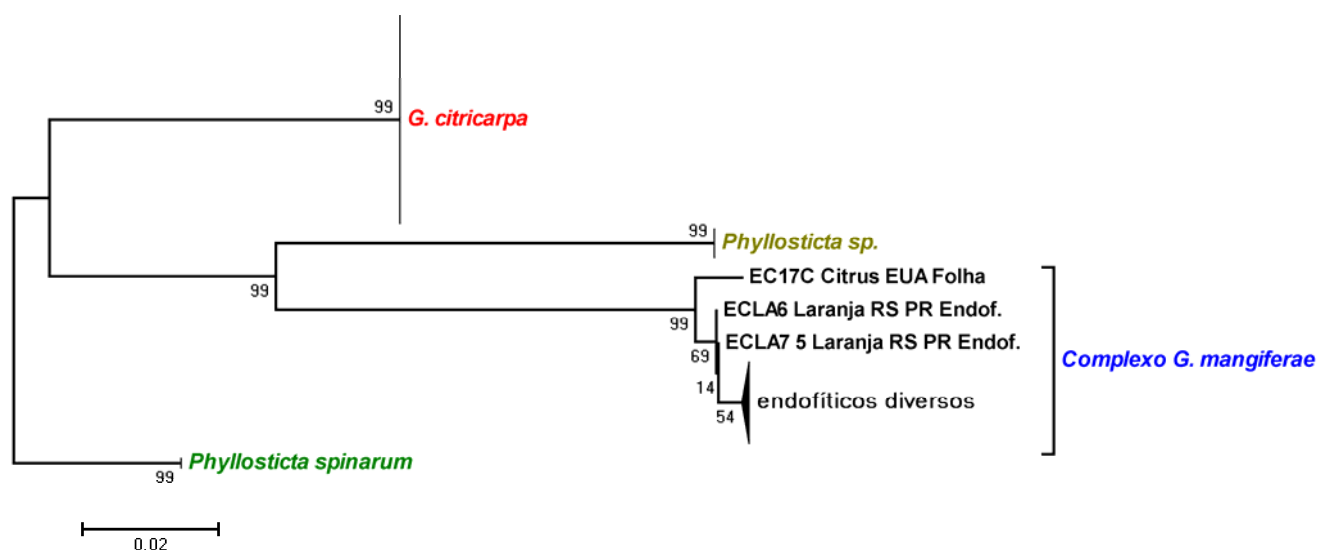 99
G. citricarpa
99
Phyllosticta sp.
99
EC17C Citrus EUA Folha
99
ECLA6 Laranja RS PR Endof.
69
ECLA7 5 Laranja RS PR Endof.
Complexo G. mangiferae
14
54
endofíticos diversos
99
Phyllosticta spinarum
0.02